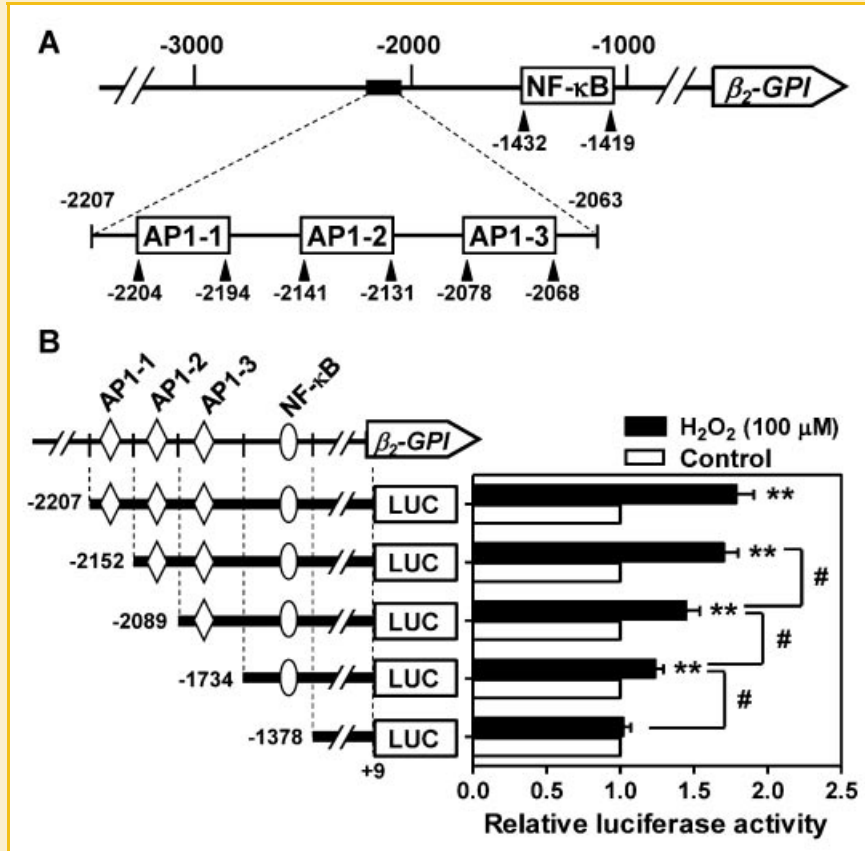 A
-3000 -2000 -1000
NF-κB β₂-GPI
-1432 -1419
-2207 -2063
AP1-1 AP1-2 AP1-3
-2204 -2194 -2141 -2131 -2078 -2068
B
AP1-1 AP1-2 AP1-3 NF-κB
β₂-GPI
H₂O₂ (100 μM)
Control
-2207 LUC **
-2152 LUC ** #
-2089 LUC ** #
-1734 LUC ** #
-1378 LUC
+9
0.0 0.5 1.0 1.5 2.0 2.5
Relative luciferase activity